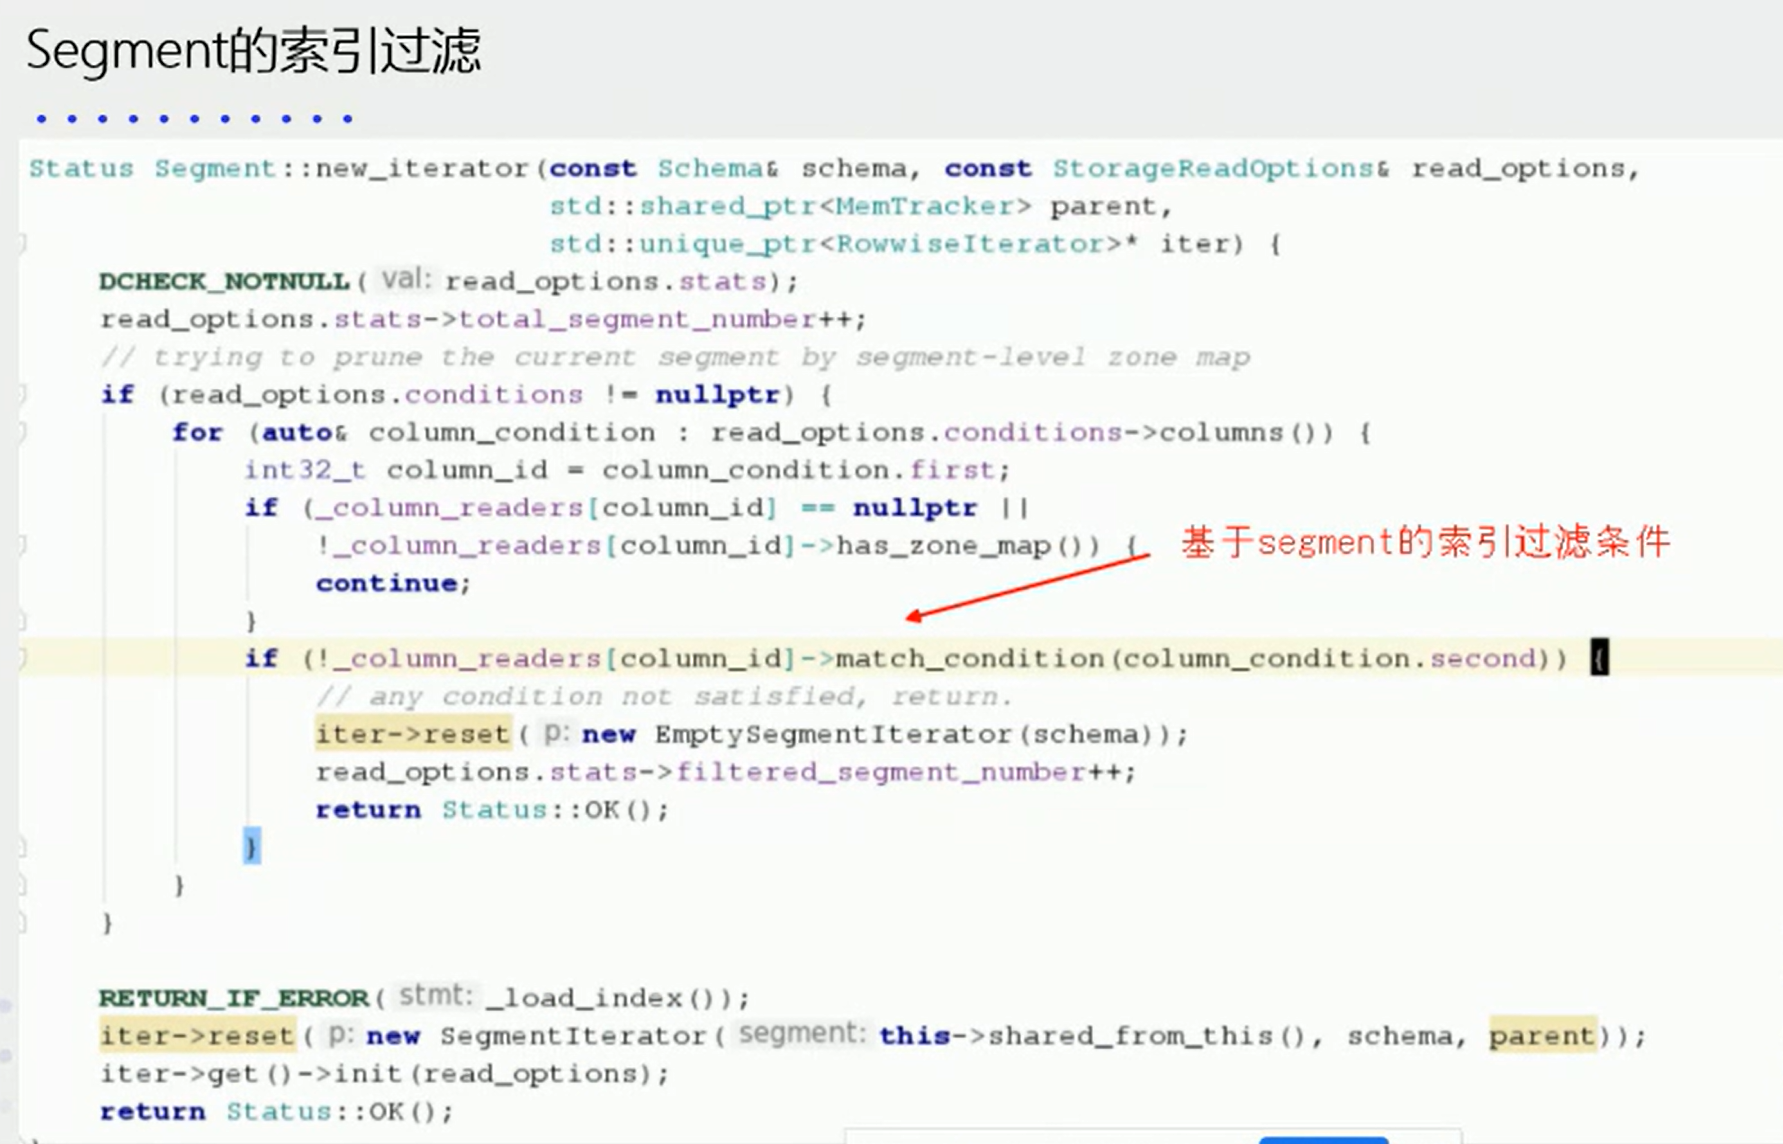 Segment的索引过滤
Status Segment::new_iterator(const Schema& schema, const StorageReadOptions& read_options,
std::shared_ptr<MemTracker> parent,
std::unique_ptr<RowwiseIterator>* iter) {
DCHECK_NOTNULL( val: read_options.stats);
read_options.stats->total_segment_number++;
// trying to prune the current segment by segment-level zone map
if (read_options.conditions != nullptr) {
for (auto& column_condition : read_options.conditions->columns()) {
int32_t column_id = column_condition.first;
if (_column_readers[column_id] == nullptr ||
!_column_readers[column_id]->has_zone_map()) {
基于segment的索引过滤条件
continue;
}
if (!_column_readers[column_id]->match_condition(column_condition.second)) {
// any condition not satisfied, return.
iter->reset( p: new EmptySegmentIterator(schema));
read_options.stats->filtered_segment_number++;
return Status::OK();
}
}
}
RETURN_IF_ERROR( stmt: _load_index());
iter->reset( p: new SegmentIterator( segment: this->shared_from_this(), schema, parent));
iter->get()->init(read_options);
return Status::OK();